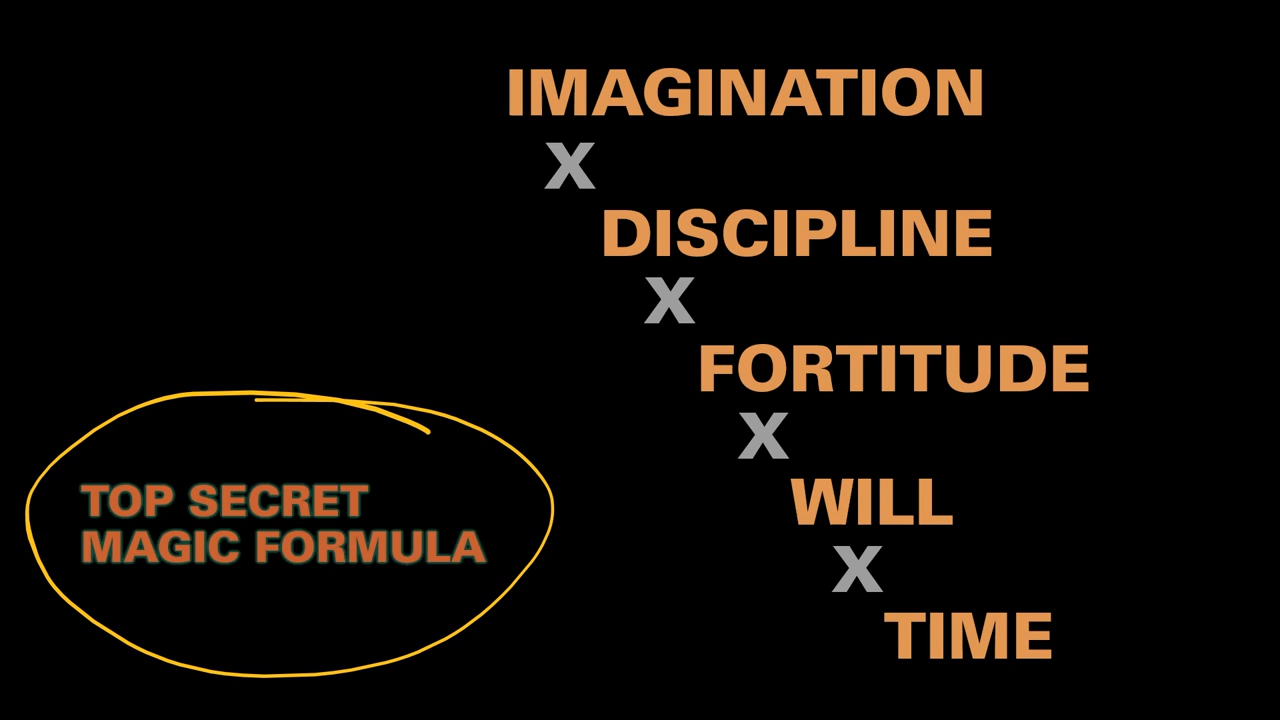 IMAGINATION
X
DISCIPLINE
X
FORTITUDE
X
WILL
X
TIME
TOP SECRET
MAGIC FORMULA